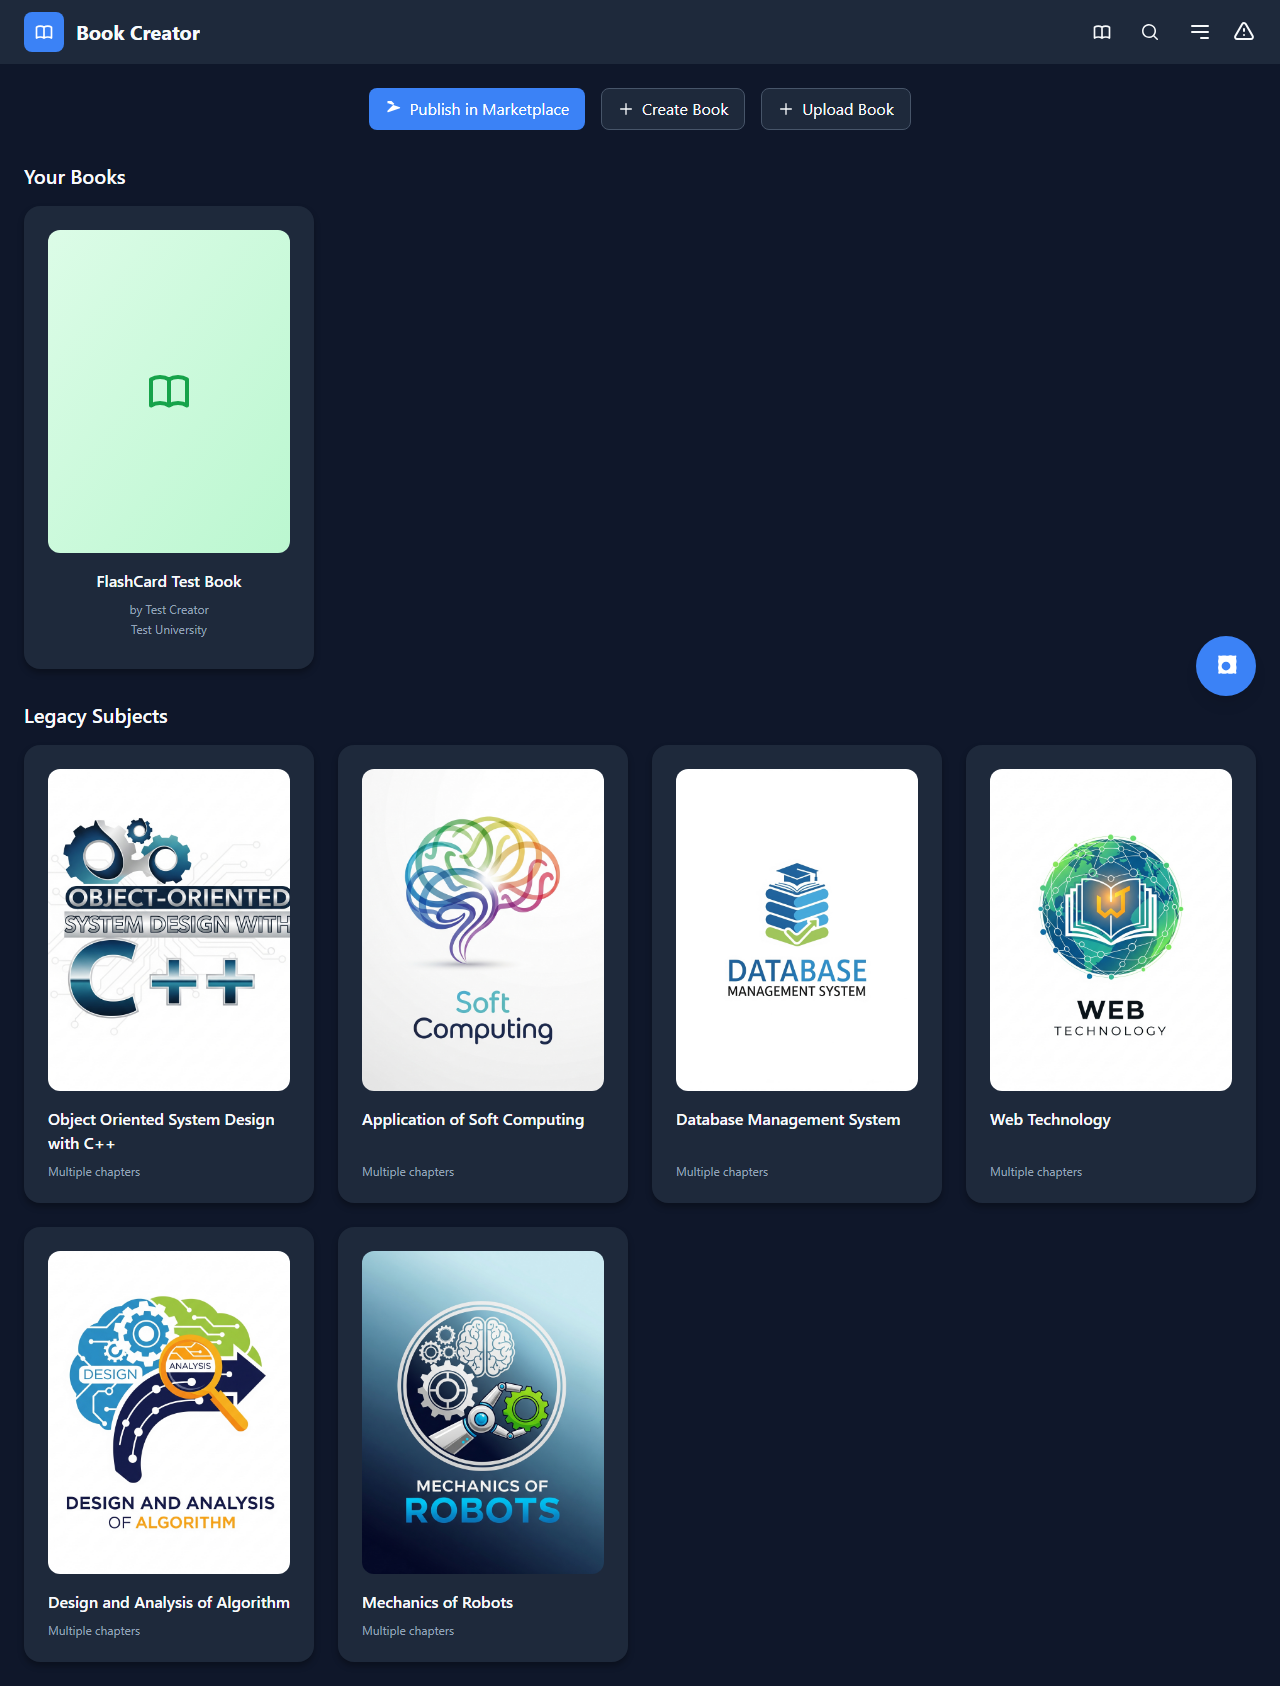 Book Creator
Publish in Marketplace
Create Book
Upload Book
Your Books
FlashCard Test Book
by Test Creator
Test University
Legacy Subjects
OBJECT-ORIENTED
SYSTEM DESIGN WITH
C++
Object Oriented System Design
with C++
Multiple chapters
Soft
Computing
Application of Soft Computing
Multiple chapters
DATABASE
MANAGEMENT SYSTEM
Database Management System
Multiple chapters
WT
WEB
TECHNOLOGY
Web Technology
Multiple chapters
DESIGN
ANALYSIS
DESIGN AND ANALYSIS
OF ALGORITHM
Design and Analysis of Algorithm
Multiple chapters
MECHANICS OF
ROBOTS
Mechanics of Robots
Multiple chapters